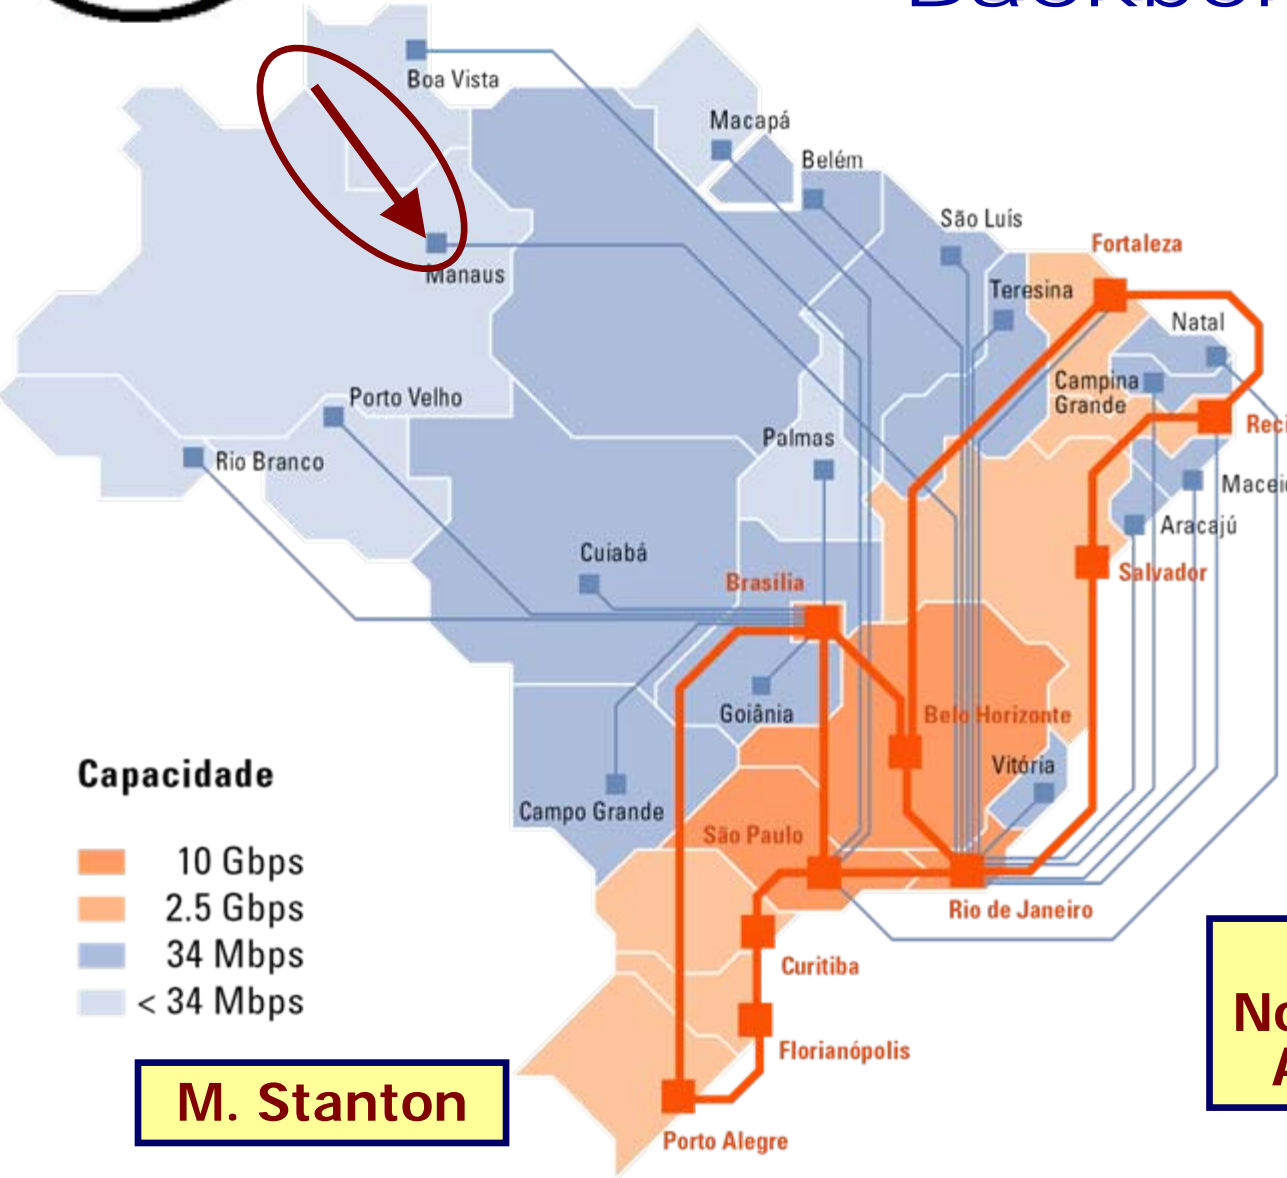 Boa Vista
Macapá
Belém
São Luís
Fortaleza
Manaus
Teresina
Natal
Campina
Grande
Porto Velho
Palmas
Rio Branco
Aracajú
Cuiabá
Brasília
Salvador
Goiânia
Belo Horizonte
Vitória
Capacidade
Campo Grande
São Paulo
10 Gbps
2.5 Gbps
34 Mbps
< 34 Mbps
Rio de Janeiro
Curitiba
Florianópolis
M. Stanton
Porto Alegre